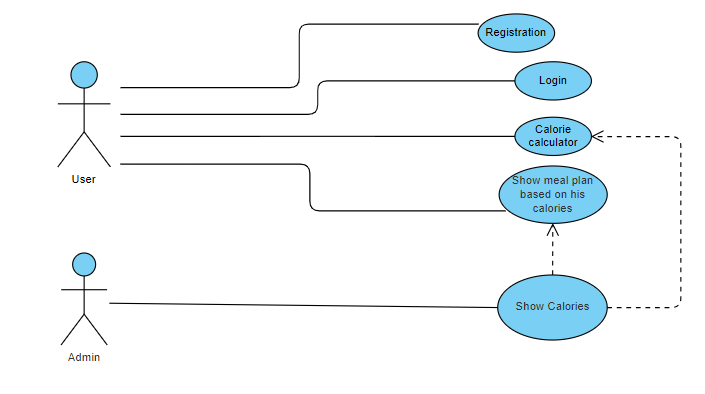 Registration
Login
Calorie
calculator
User
Show meal plan
based on his
calories
Show Calories
Admin